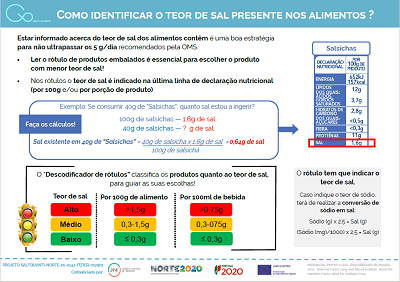 COMO IDENTIFICAR O TEOR DE SAL PRESENTE NOS ALIMENTOS ?
Estar informado acerca do teor de sal dos alimentos contém é uma boa estratégia
para não ultrapassar os 5 g/dia recomendados pela OMS.
Ler o rótulo de produtos embalados é essencial para escolher o produto
com menor teor de sal!
Nos rótulos o teor de sal é indicado na última linha de declaração nutricional
(por 100g e/ou por porção de produto)
Exemplo: Se consumir 40g de "Salsichas", quanto sal estou a ingerir?
Faça os cálculos!
100g de salsichas — 1,6g de sal
40g de salsichas — ? g de sal
Sal existente em 40g de "Salsichas" = 40g de salsicha x 1,6g de sal = 0,64g de sal
100g de salsicha
Salsichas
DECLARAÇÃO NUTRICIONAL
POR 100g DE PRODUTO
ENERGIA 652kJ 157kcal
LÍPIDOS 12g
DOS QUAIS: ÁCIDOS GORDOS SATURADOS 3,7g
HIDRATOS DE CARBONO 2,8g
DOS QUAIS: AÇÚCARES <0,5g
FIBRA <0,3g
PROTEÍNAS 11g
SAL 1,6g
O "Descodificador de rótulos" classifica os produtos quanto ao teor de sal,
para guiar as suas escolhas!
Teor de sal Por 100g de alimento Por 100ml de bebida
Alto >1,5g >0,75g
Médio 0,3-1,5g 0,3-075g
Baixo ≤ 0,3g ≤ 0,3g
O rótulo tem que indicar o
teor de sal.
Caso indique o teor de sódio,
terá de realizar a conversão de
sódio em sal:
Sódio (g) x 2,5 = Sal (g)
(Sódio (mg)/1000) x 2,5 = Sal (g)
Cofinanciado por:
NORTE2020
PORTUGAL
2020